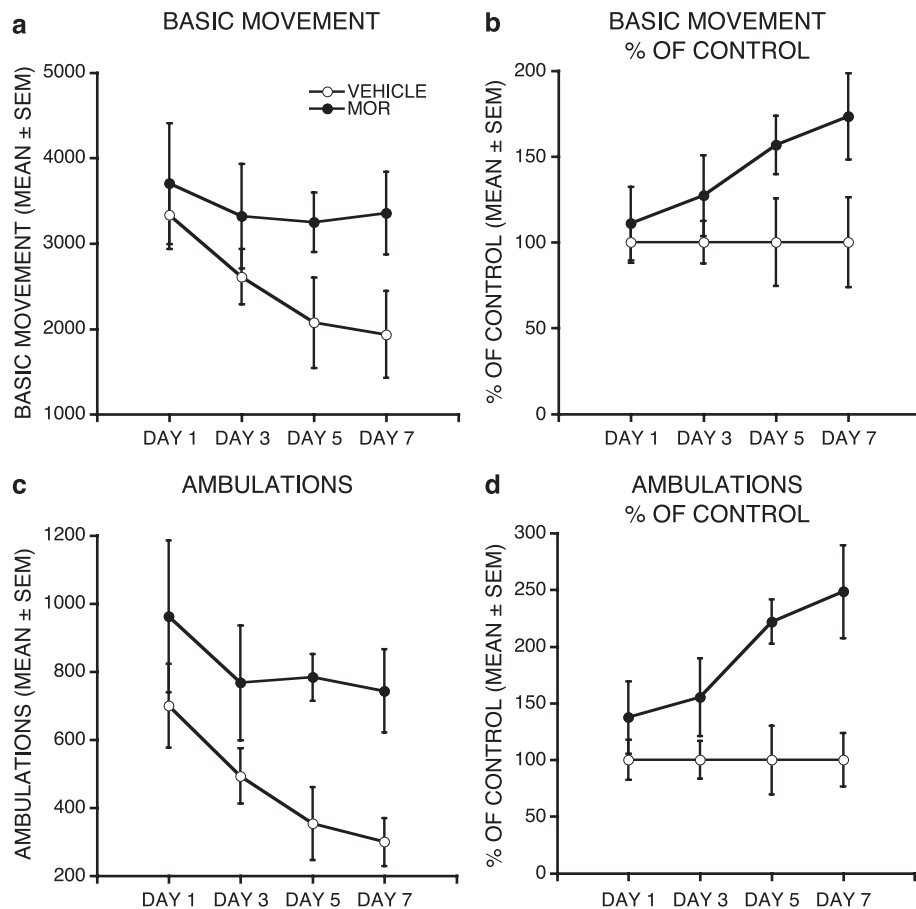 a
BASIC MOVEMENT
BASIC MOVEMENT (MEAN ± SEM)
5000
4000
3000
2000
1000
VEHICLE
MOR
DAY 1 DAY 3 DAY 5 DAY 7
b
BASIC MOVEMENT
% OF CONTROL
% OF CONTROL (MEAN ± SEM)
200
150
100
50
0
DAY 1 DAY 3 DAY 5 DAY 7
c
AMBULATIONS
AMBULATIONS (MEAN ± SEM)
1200
1000
800
600
400
200
DAY 1 DAY 3 DAY 5 DAY 7
d
AMBULATIONS
% OF CONTROL
% OF CONTROL (MEAN ± SEM)
300
250
200
150
100
50
0
DAY 1 DAY 3 DAY 5 DAY 7